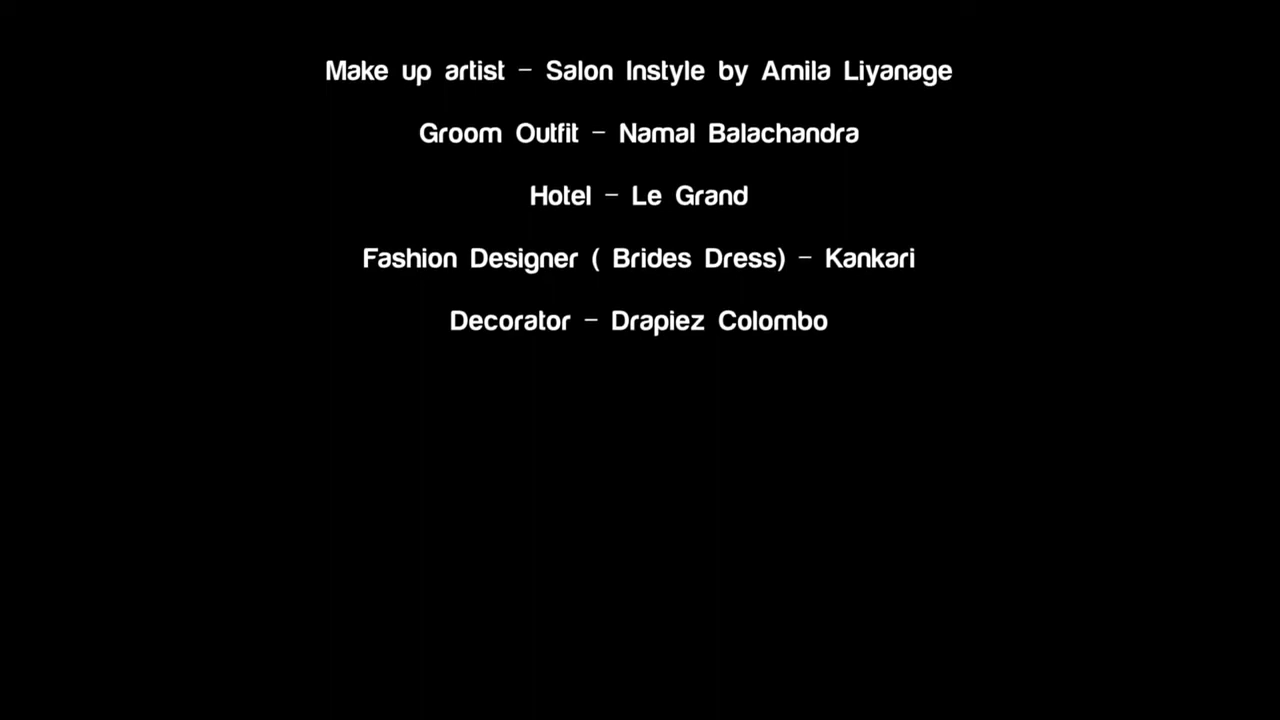 Make up artist – Salon Instyle by Amila Liyanage
Groom Outfit – Namal Balachandra
Hotel – Le Grand
Fashion Designer ( Brides Dress) – Kankari
Decorator – Drapiez Colombo